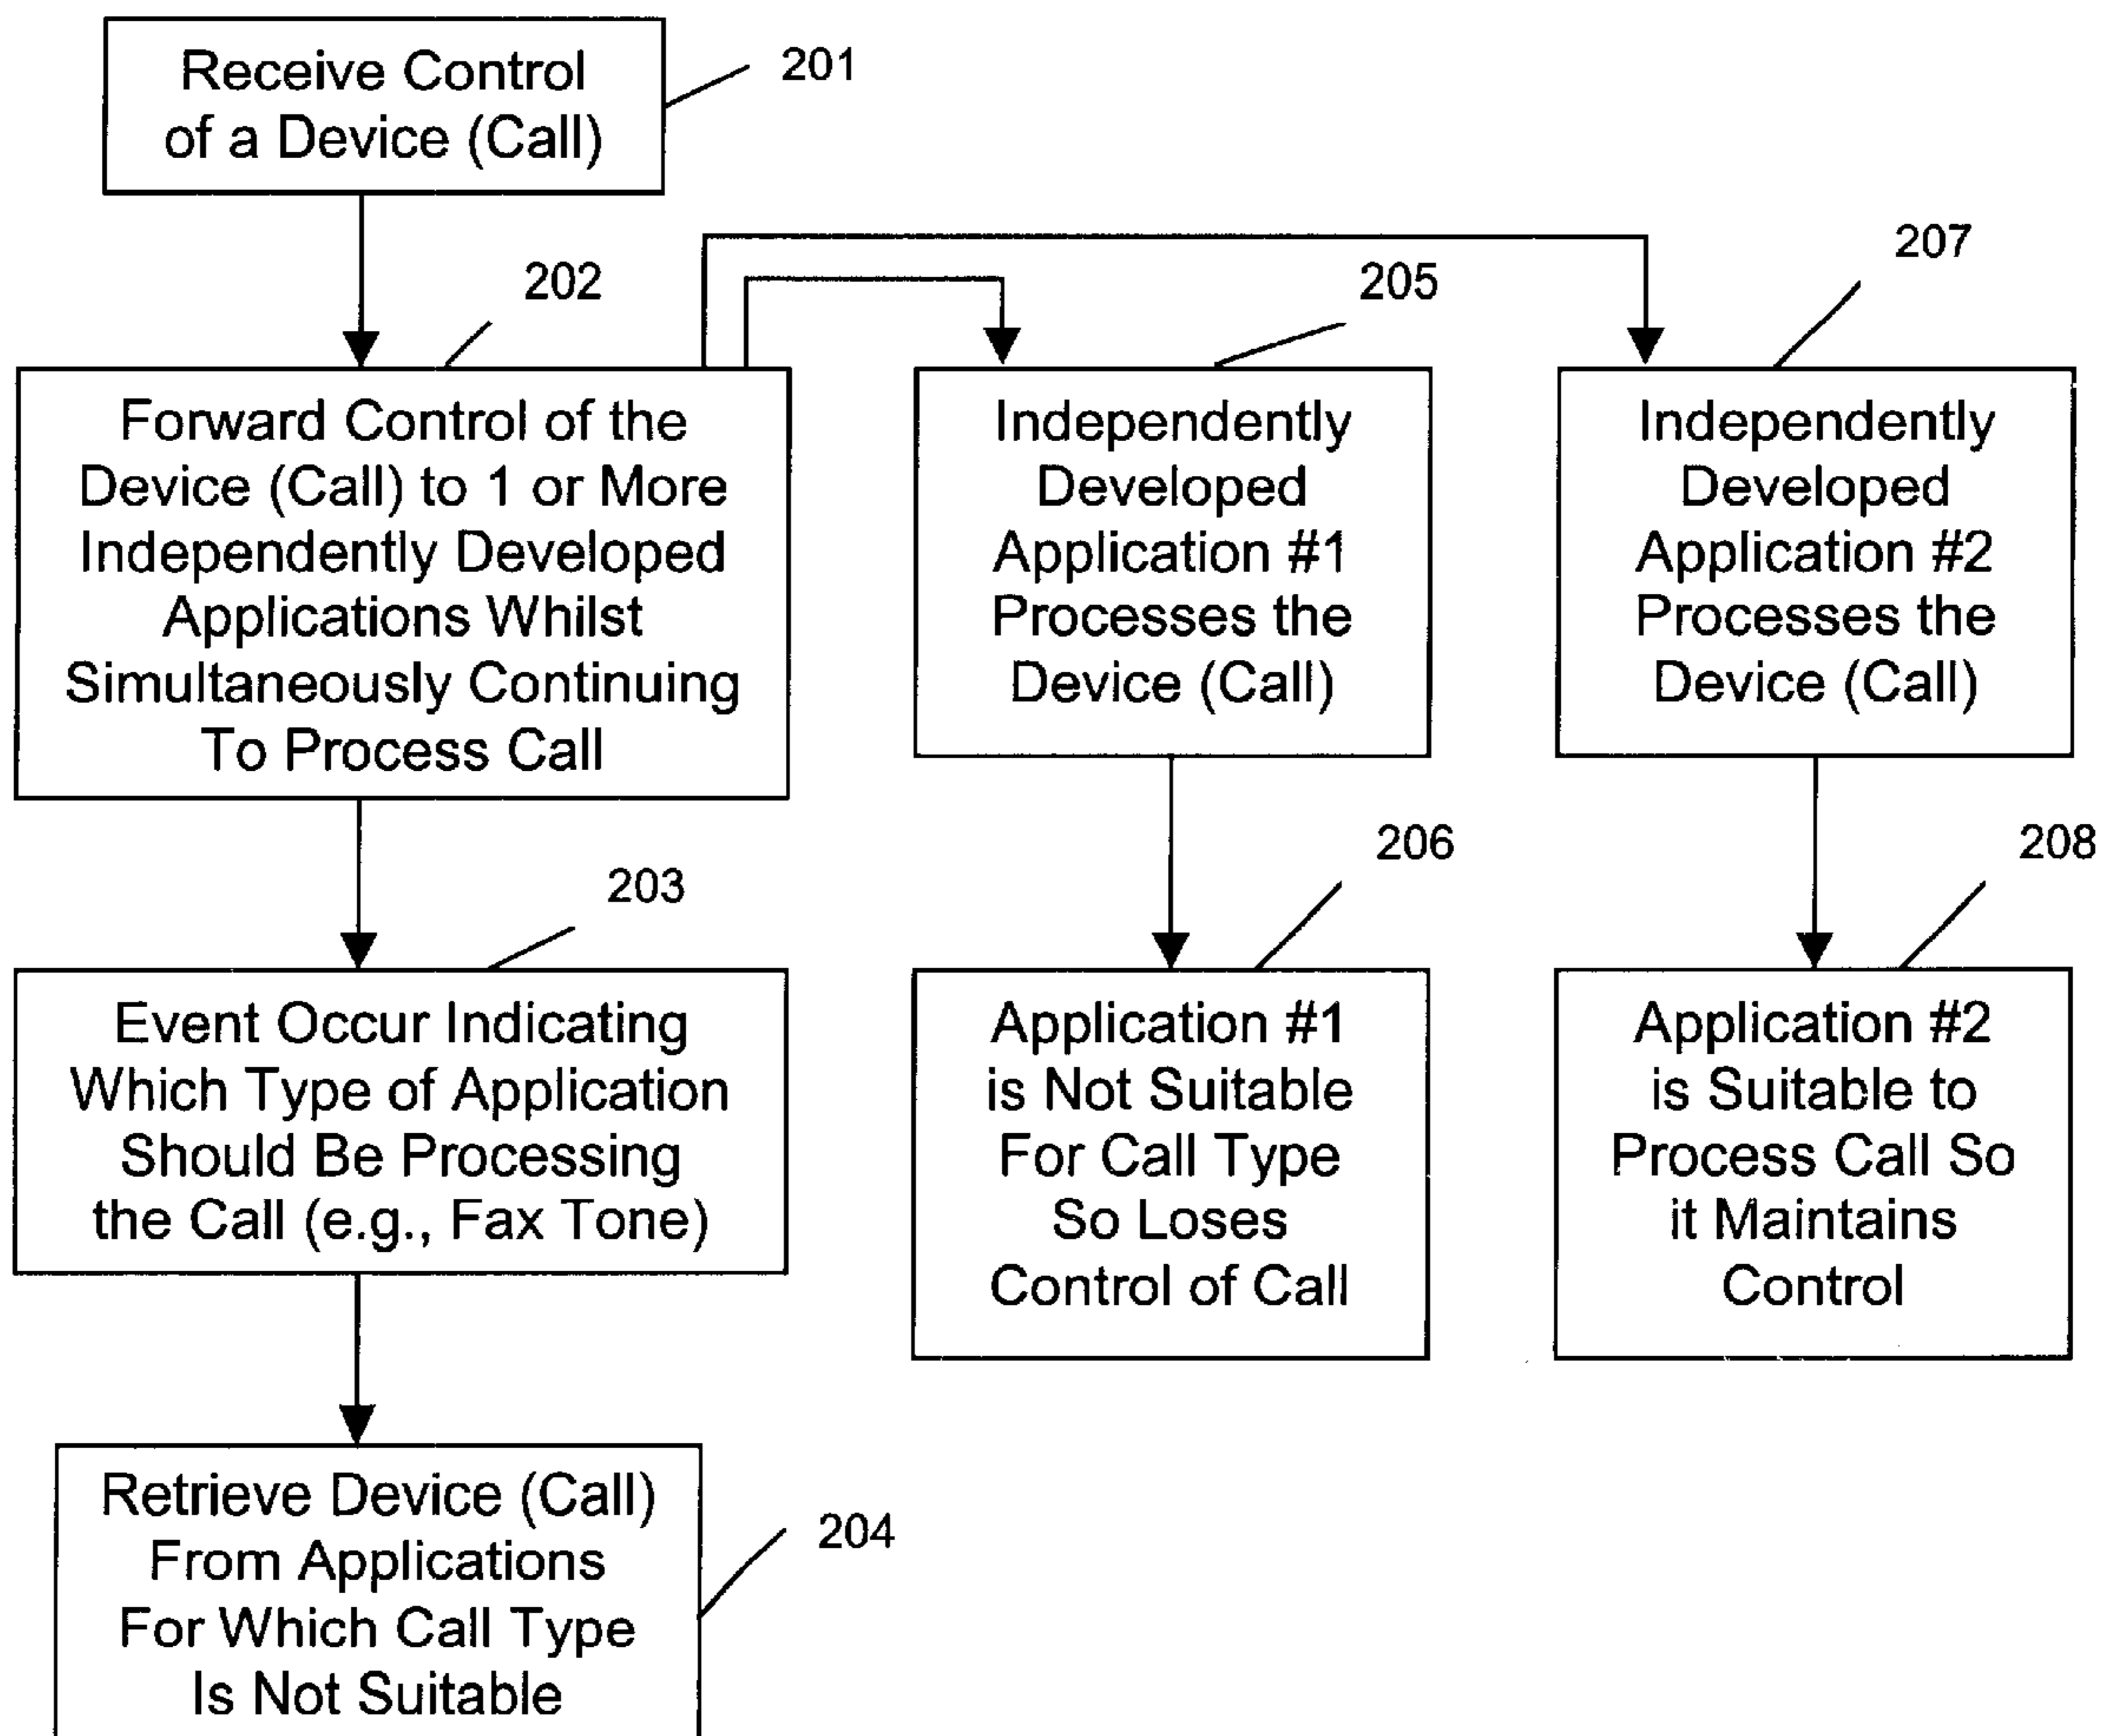 Receive Control
of a Device (Call)
201
202
Forward Control of the
Device (Call) to 1 or More
Independently Developed
Applications Whilst
Simultaneously Continuing
To Process Call
205
Independently
Developed
Application #1
Processes the
Device (Call)
207
Independently
Developed
Application #2
Processes the
Device (Call)
203
Event Occur Indicating
Which Type of Application
Should Be Processing
the Call (e.g., Fax Tone)
206
Application #1
is Not Suitable
For Call Type
So Loses
Control of Call
208
Application #2
is Suitable to
Process Call So
it Maintains
Control
Retrieve Device (Call)
From Applications
For Which Call Type
Is Not Suitable
204